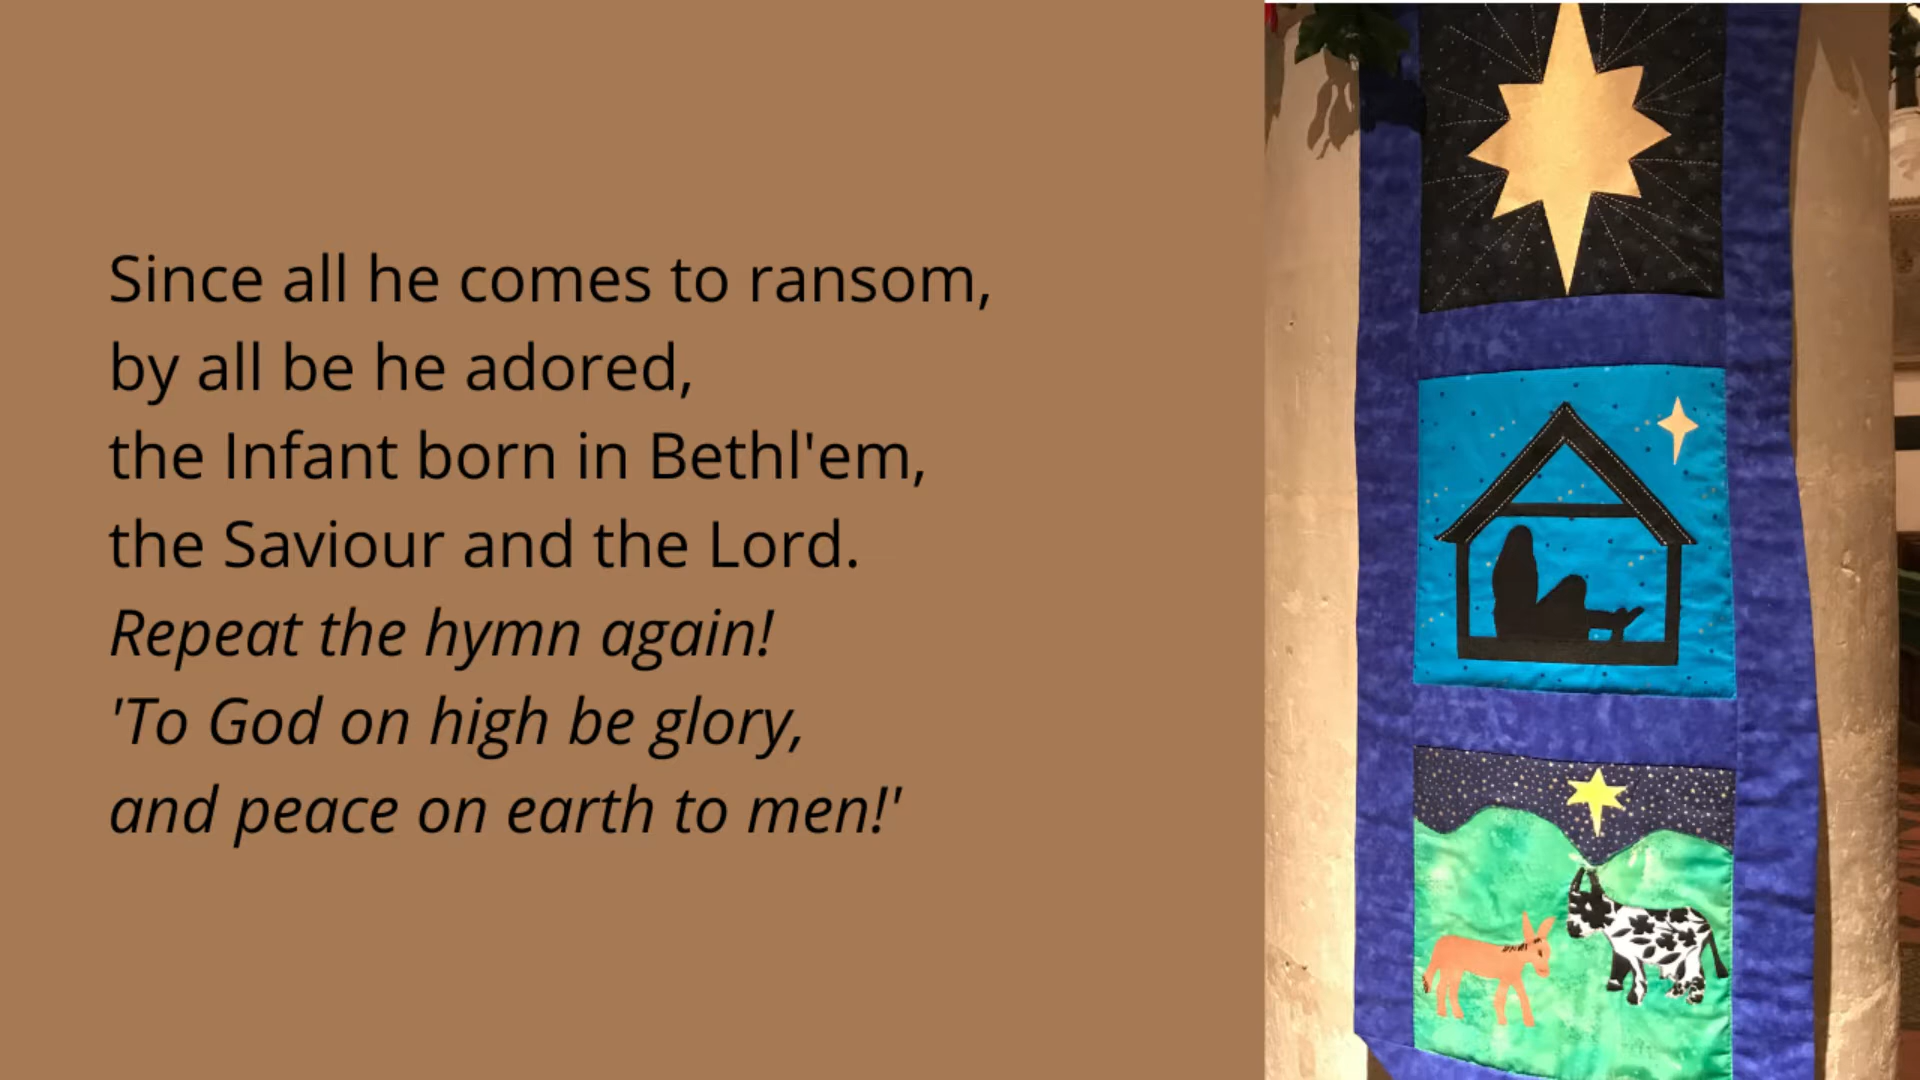 Since all he comes to ransom,
by all be he adored,
the Infant born in Bethl'em,
the Saviour and the Lord.
Repeat the hymn again!
'To God on high be glory,
and peace on earth to men!'